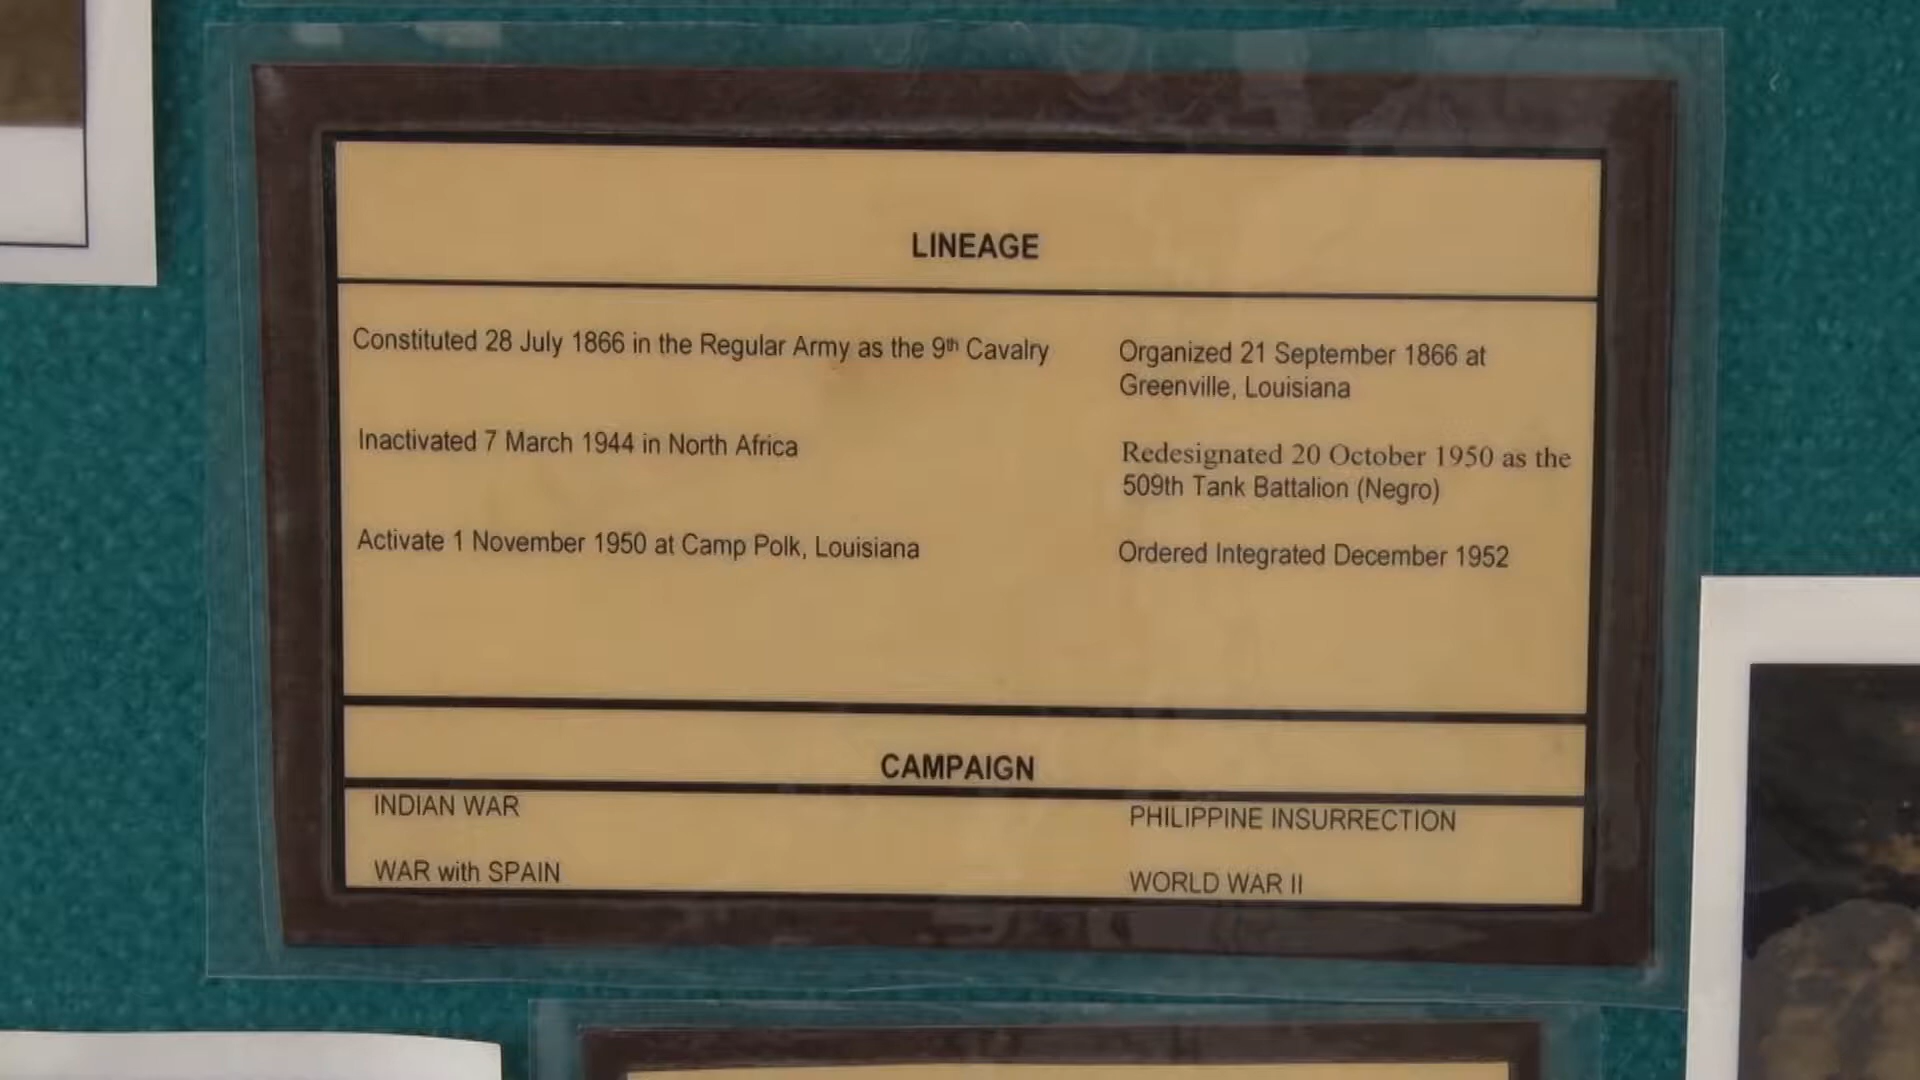 LINEAGE
Constituted 28 July 1866 in the Regular Army as the 9th Cavalry
Organized 21 September 1866 at
Greenville, Louisiana
Inactivated 7 March 1944 in North Africa
Redesignated 20 October 1950 as the
509th Tank Battalion (Negro)
Activate 1 November 1950 at Camp Polk, Louisiana
Ordered Integrated December 1952
CAMPAIGN
INDIAN WAR
PHILIPPINE INSURRECTION
WAR with SPAIN
WORLD WAR II